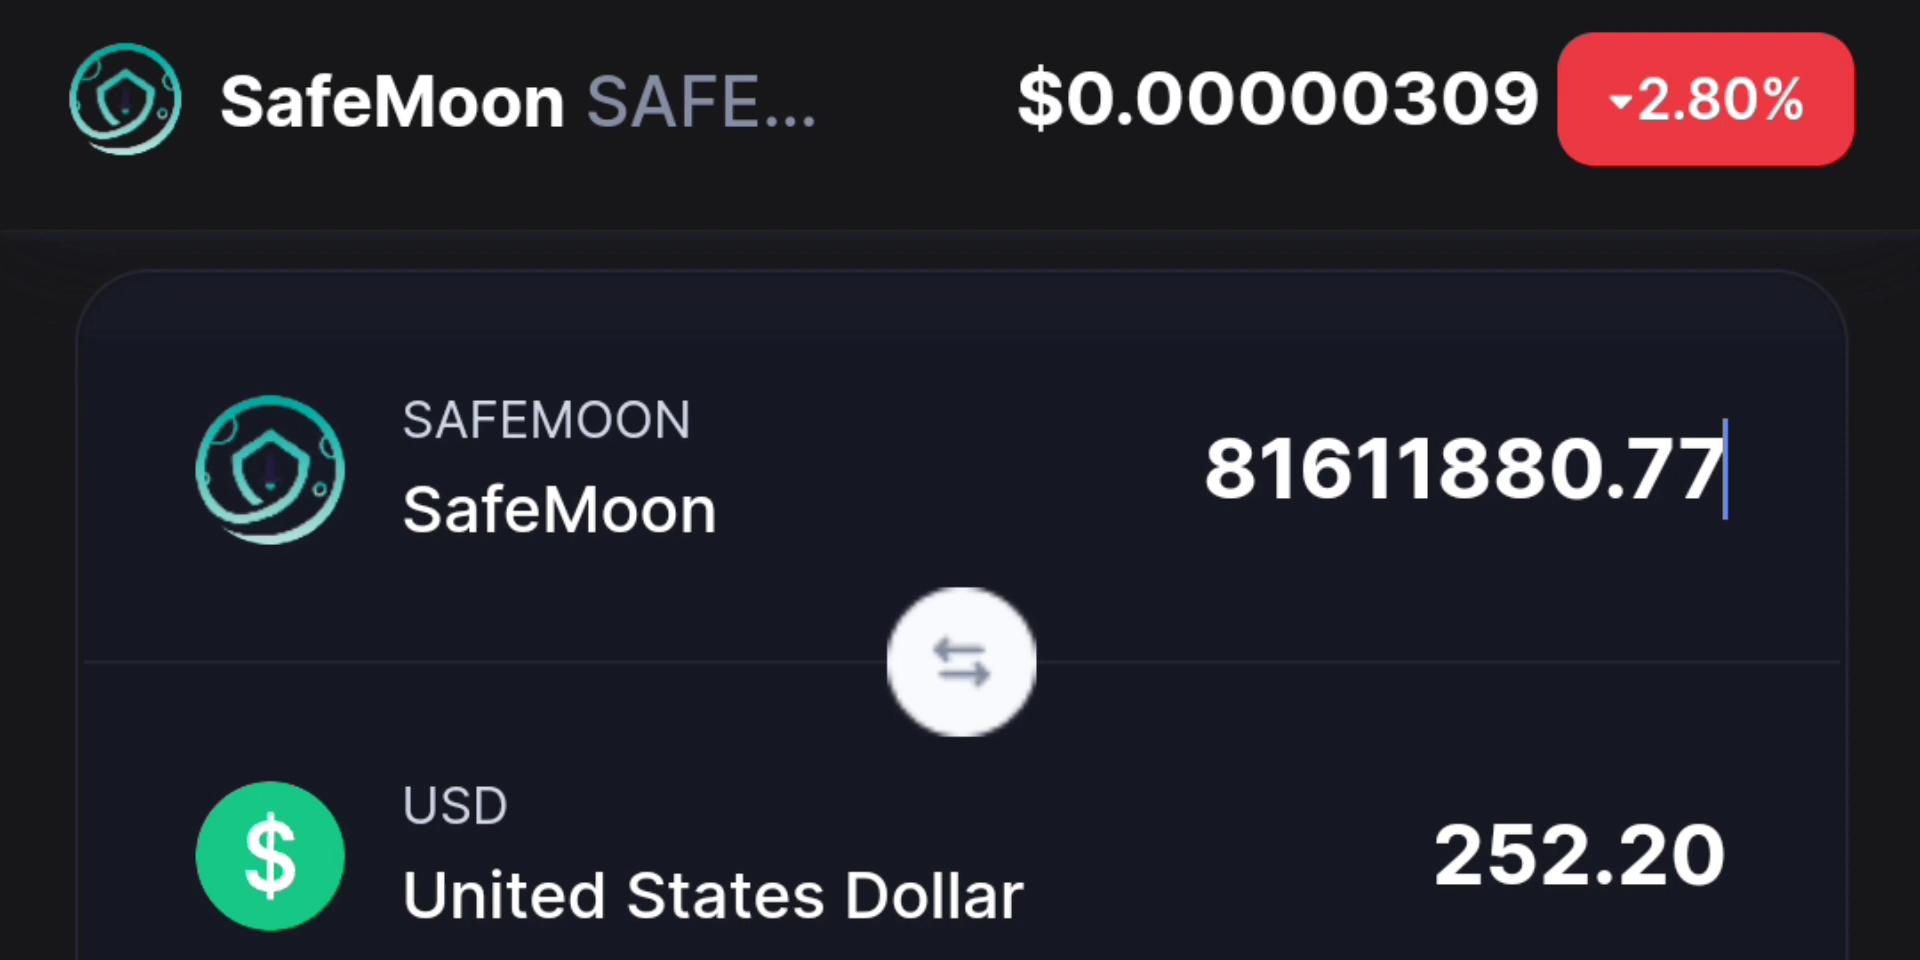 SafeMoon SAFE... $0.00000309 2.80%
SAFEMOON
SafeMoon
81611880.77
USD
United States Dollar
252.20